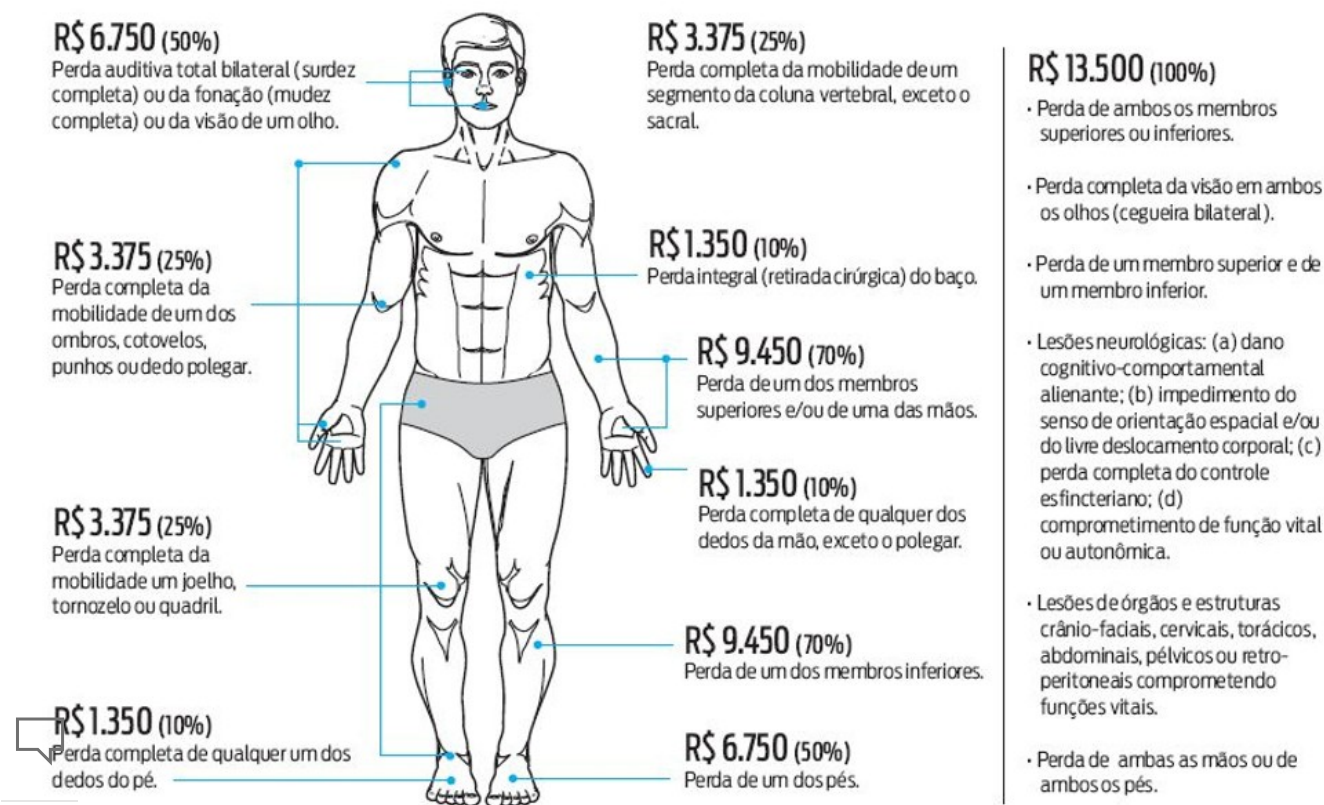 R$ 6.750 (50%)
Perda auditiva total bilateral (surdez
completa) ou da fonação (mudez
completa) ou da visão de um olho.
R$ 3.375 (25%)
Perda completa da
mobilidade de um dos
ombros, cotovelos,
punhos ou dedo polegar.
R$ 3.375 (25%)
Perda completa da
mobilidade um joelho,
tornozelo ou quadril.
R$ 1.350 (10%)
Perda completa de qualquer um dos
dedos do pé.
R$ 3.375 (25%)
Perda completa da mobilidade de um
segmento da coluna vertebral, exceto o
sacral.
R$ 1.350 (10%)
Perda integral (retirada cirúrgica) do baço.
R$ 9.450 (70%)
Perda de um dos membros
superiores e/ou de uma das mãos.
R$ 1.350 (10%)
Perda completa de qualquer dos
dedos da mão, exceto o polegar.
R$ 9.450 (70%)
Perda de um dos membros inferiores.
R$ 6.750 (50%)
Perda de um dos pés.
R$ 13.500 (100%)
· Perda de ambos os membros
superiores ou inferiores.
· Perda completa da visão em ambos
os olhos (cegueira bilateral).
· Perda de um membro superior e de
um membro inferior.
· Lesões neurológicas: (a) dano
cognitivo-comportamental
alienante; (b) impedimento do
senso de orientação espacial e/ou
do livre deslocamento corporal; (c)
perda completa do controle
esfincteriano; (d)
comprometimento de função vital
ou autonômica.
· Lesões de órgãos e estruturas
crânio-faciais, cervicais, torácicos,
abdominais, pélvicos ou retro-
peritoneais comprometendo
funções vitais.
· Perda de ambas as mãos ou de
ambos os pés.